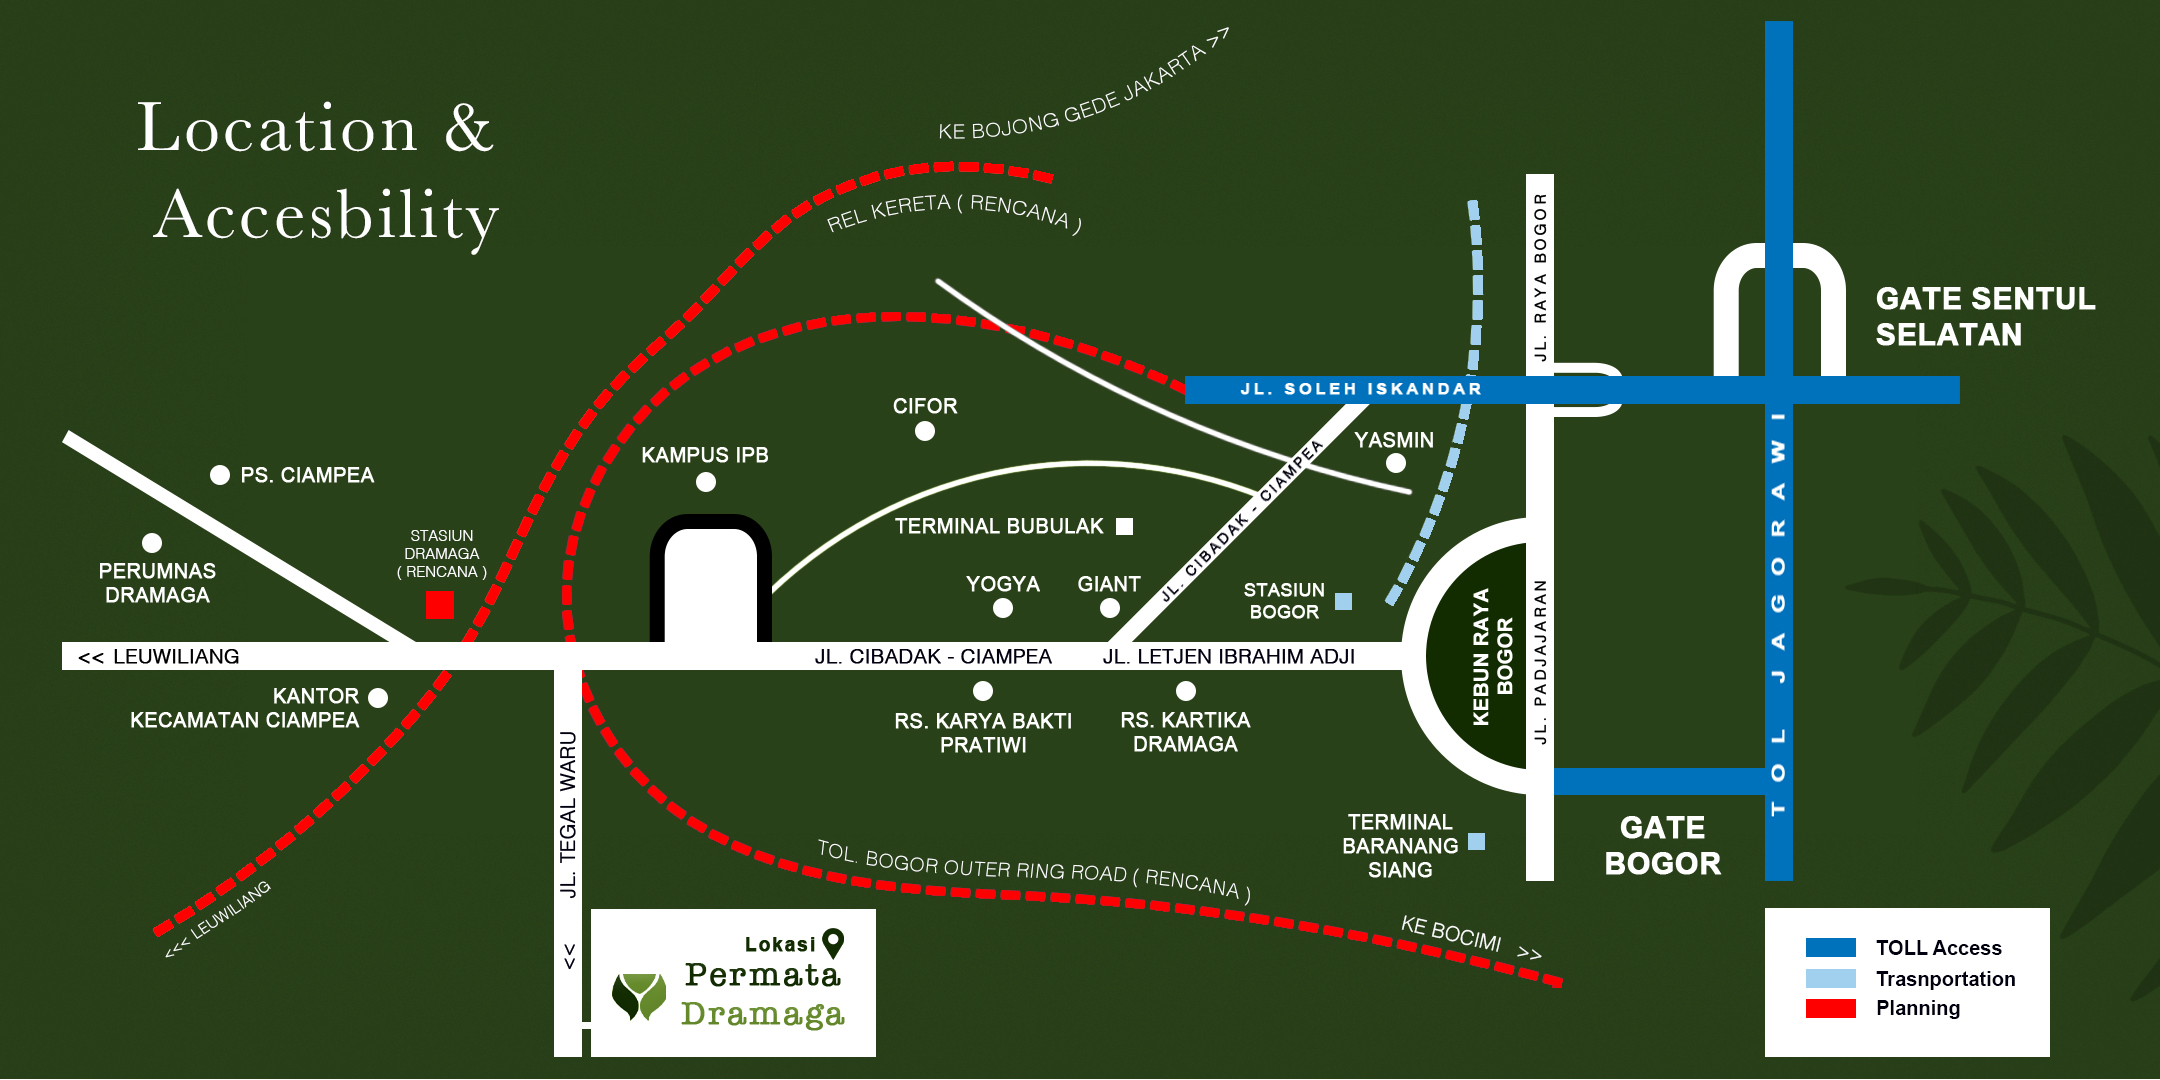 Location &
Accesbility
KE BOJONG GEDE JAKARTA >>
REL KERETA ( RENCANA )
JL. RAYA BOGOR
GATE SENTUL
SELATAN
JL. SOLEH ISKANDAR
CIFOR
YASMIN
KAMPUS IPB
PS. CIAMPEA
JL. CIBADAK - CIAMPEA
TERMINAL BUBULAK
STASIUN
DRAMAGA
( RENCANA )
PERUMNAS
DRAMAGA
YOGYA
GIANT
STASIUN
BOGOR
KEBUN RAYA
BOGOR
JL. PADJAJARAN
TOL JAGORAWI
<< LEUWILIANG
JL. CIBADAK - CIAMPEA
JL. LETJEN IBRAHIM ADJI
KANTOR
KECAMATAN CIAMPEA
RS. KARYA BAKTI
PRATIWI
RS. KARTIKA
DRAMAGA
<< JL. TEGAL WARU
TERMINAL
BARANANG
SIANG
GATE
BOGOR
TOL. BOGOR OUTER RING ROAD ( RENCANA )
<<< LEUWILIANG
KE BOCIMI >>
Lokasi
Permata
Dramaga
TOLL Access
Trasnportation
Planning